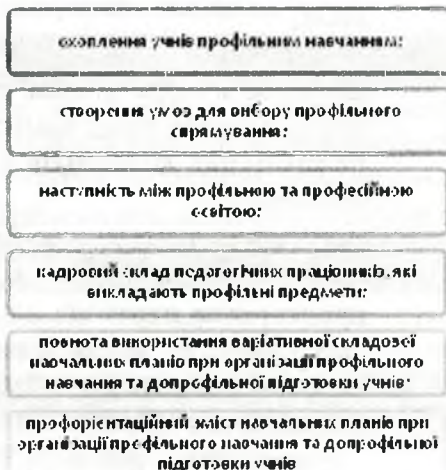 охоплення учнів профільним навчанням;
створення умов для вибору профільного
спрямування;
наступність між профільною та професійною
освітою;
кадровий склад педагогічних працівників, які
викладають профільні предмети;
повнота використання варіативної складової
навчальних планів при організації профільного
навчання та допрофільної підготовки учнів;
профорієнтаційний зміст навчальних планів при
організації профільного навчання та допрофільної
підготовки учнів